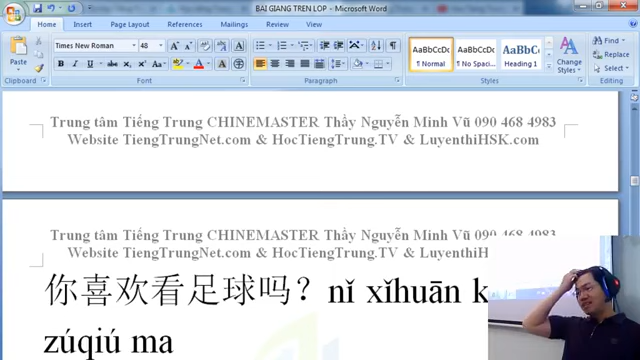 BAI GIANG TREN LOP - Microsoft Word
Home Insert Page Layout References Mailings Review View
Paste Clipboard
Times New Roman 48 Font
Paragraph
AaBbCcDc AaBbCcDc AaBbCc
¶ Normal ¶ No Spaci... Heading 1
Change Styles
Styles
Find
Replace
Select
Editing
Trung tâm Tiếng Trung CHINEMASTER Thầy Nguyễn Minh Vũ 090 468 4983
Website TiengTrungNet.com & HocTiengTrung.TV & LuyenthiHSK.com
Trung tâm Tiếng Trung CHINEMASTER Thầy Nguyễn Minh Vũ 090 468 4983
Website TiengTrungNet.com & HocTiengTrung.TV & LuyenthiH
你喜欢看足球吗？nǐ xǐhuān k
zúqiú ma